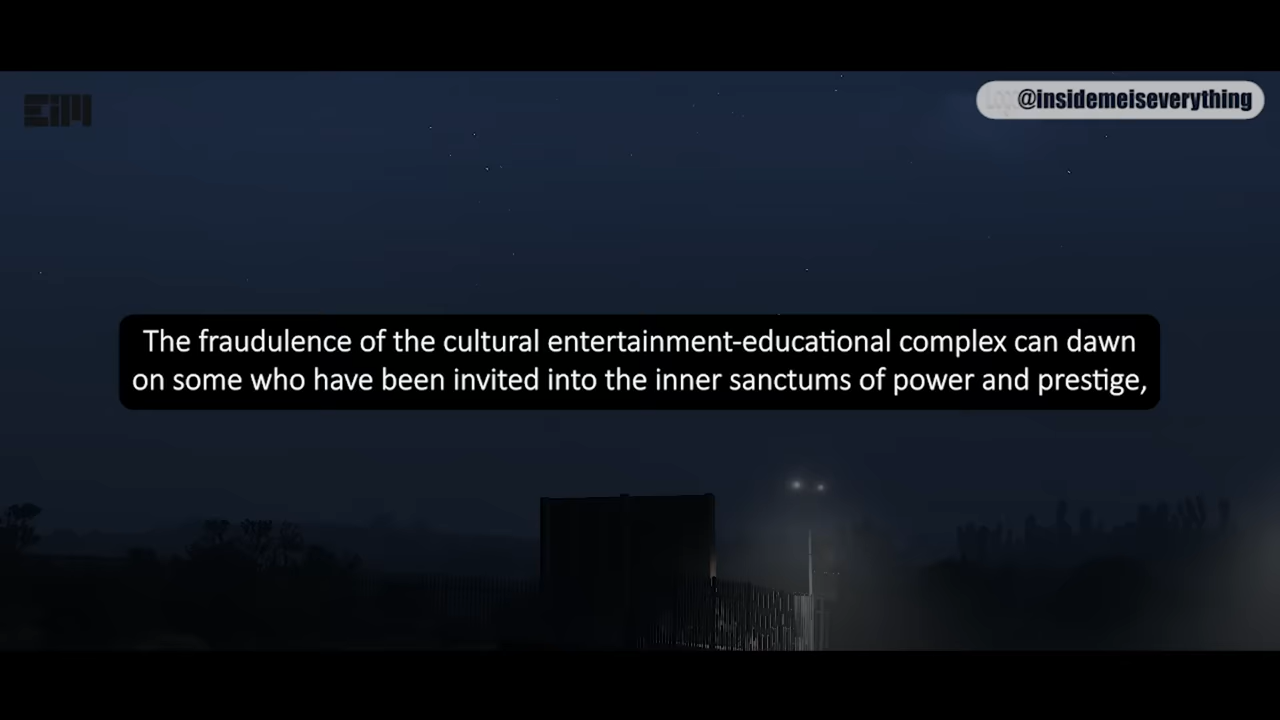 EiM
@insidemeiseverything
The fraudulence of the cultural entertainment-educational complex can dawn
on some who have been invited into the inner sanctums of power and prestige,